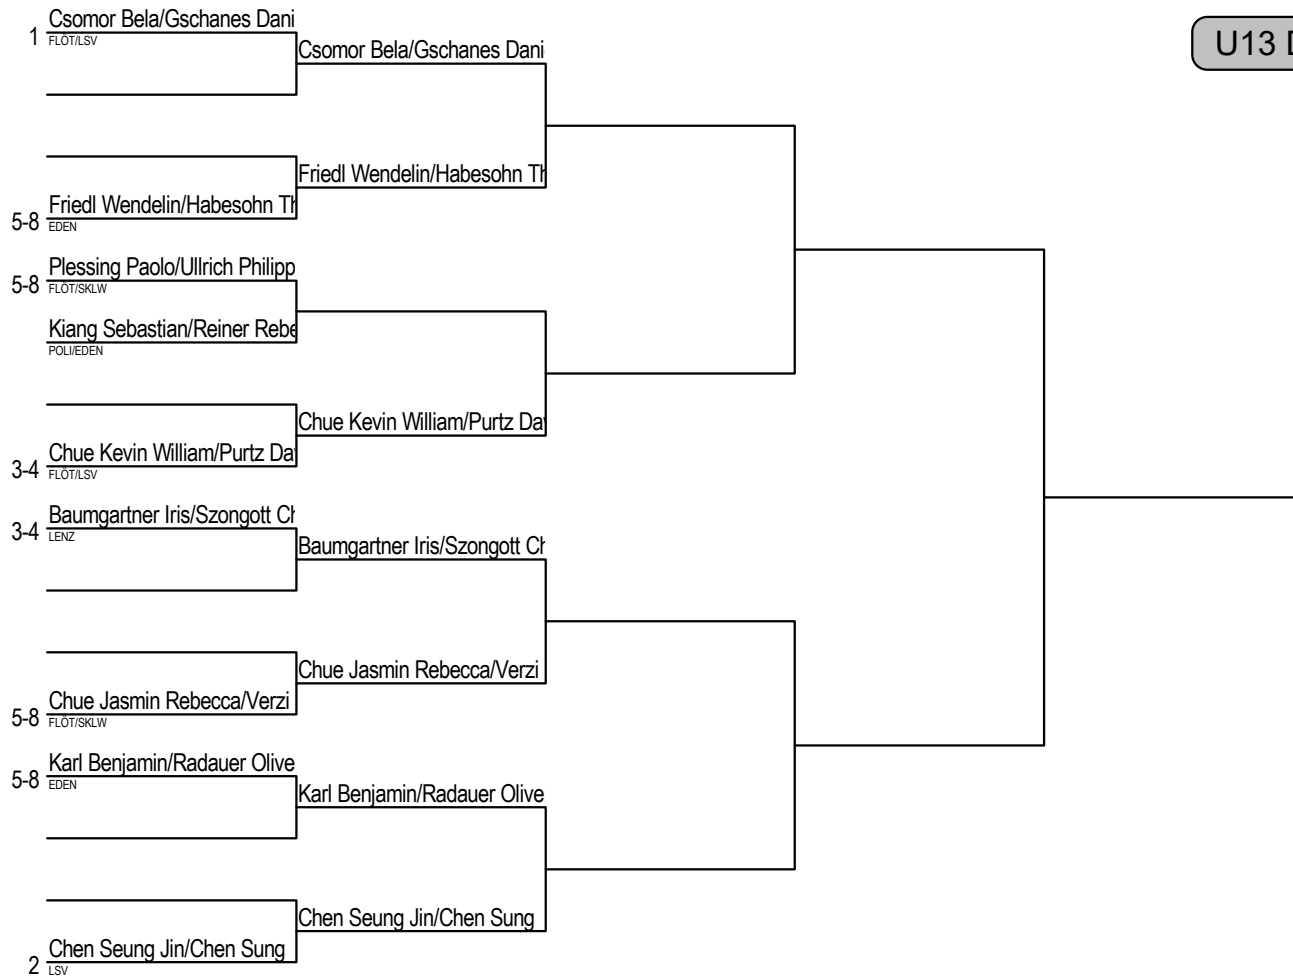 Csomor Bela/Gschanes Dani
1 FLÖT/LSV
Csomor Bela/Gschanes Dani
U13 D
Friedl Wendelin/Habesohn Th
Friedl Wendelin/Habesohn Th
5-8 EDEN
Plessing Paolo/Ullrich Philipp
5-8 FLÖT/SKLW
Kiang Sebastian/Reiner Rebe
POLI/EDEN
Chue Kevin William/Purtz Da
Chue Kevin William/Purtz Da
3-4 FLÖT/LSV
Baumgartner Iris/Szongott Ch
3-4 LENZ
Baumgartner Iris/Szongott Ch
Chue Jasmin Rebecca/Verzi
Chue Jasmin Rebecca/Verzi
5-8 FLÖT/SKLW
Karl Benjamin/Radauer Olive
5-8 EDEN
Karl Benjamin/Radauer Olive
Chen Seung Jin/Chen Sung
Chen Seung Jin/Chen Sung
2 LSV